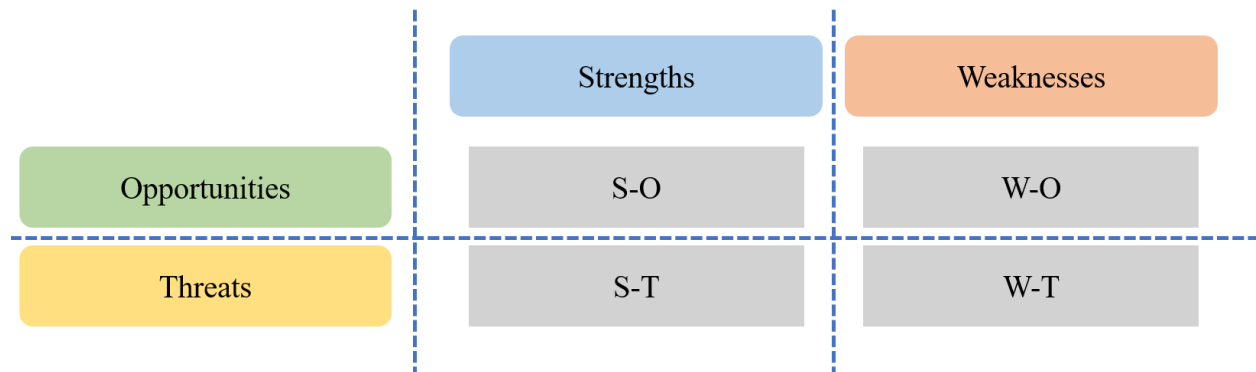 Strengths
Weaknesses
Opportunities
S-O
W-O
Threats
S-T
W-T